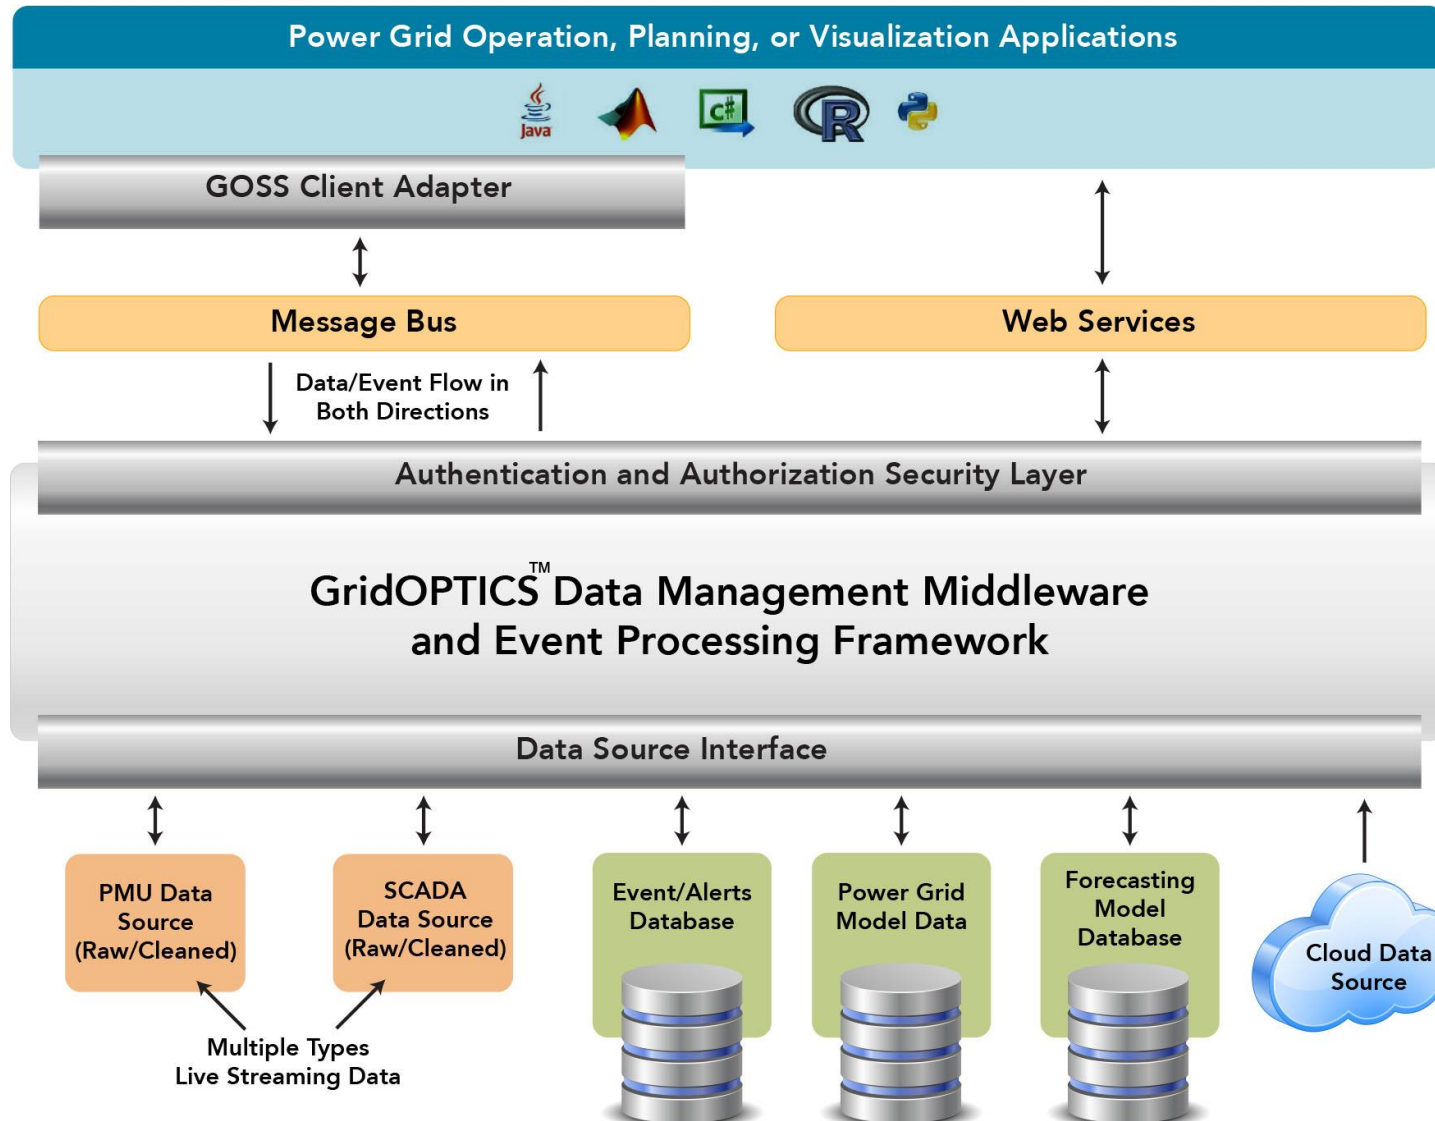 Power Grid Operation, Planning, or Visualization Applications
Java
C#
R
GOSS Client Adapter
Message Bus
Web Services
Data/Event Flow in
Both Directions
Authentication and Authorization Security Layer
GridOPTICS™ Data Management Middleware
and Event Processing Framework
Data Source Interface
PMU Data
Source
(Raw/Cleaned)
SCADA
Data Source
(Raw/Cleaned)
Event/Alerts
Database
Power Grid
Model Data
Forecasting
Model
Database
Cloud Data
Source
Multiple Types
Live Streaming Data